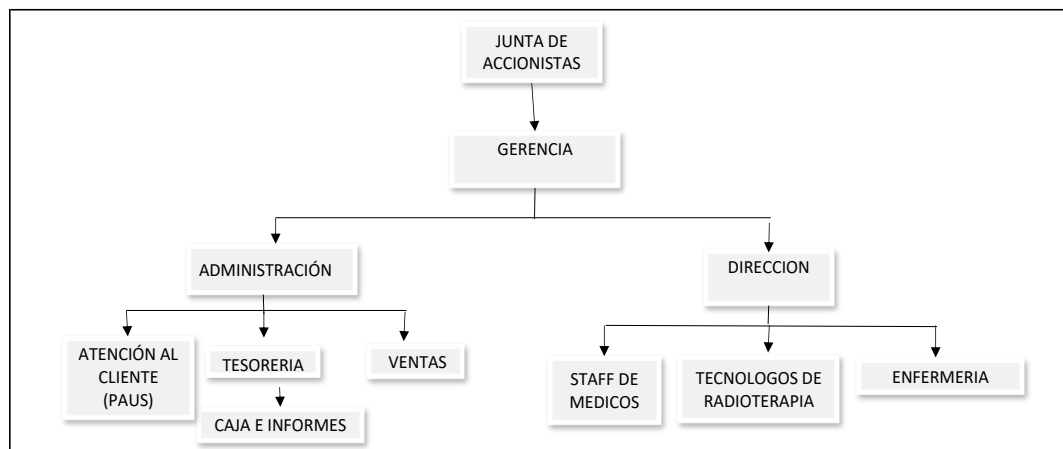 JUNTA DE
ACCIONISTAS
GERENCIA
ADMINISTRACIÓN
DIRECCION
ATENCIÓN AL
CLIENTE
(PAUS)
TESORERIA
VENTAS
CAJA E INFORMES
STAFF DE
MEDICOS
TECNOLOGOS DE
RADIOTERAPIA
ENFERMERIA